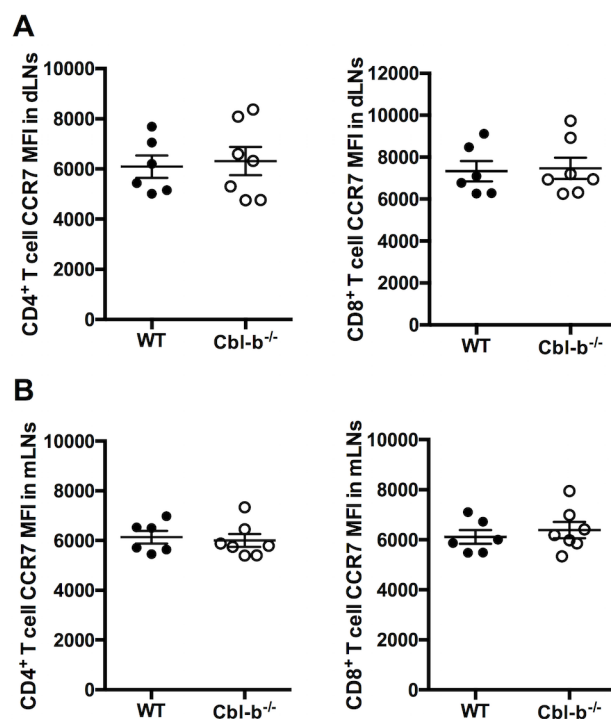 A
CD4⁺ T cell CCR7 MFI in dLNs
10000
8000
6000
4000
2000
0
WT Cbl-b⁻/⁻
CD8⁺ T cell CCR7 MFI in dLNs
12000
10000
8000
6000
4000
2000
0
WT Cbl-b⁻/⁻
B
CD4⁺ T cell CCR7 MFI in mLNs
10000
8000
6000
4000
2000
0
WT Cbl-b⁻/⁻
CD8⁺ T cell CCR7 MFI in mLNs
10000
8000
6000
4000
2000
0
WT Cbl-b⁻/⁻